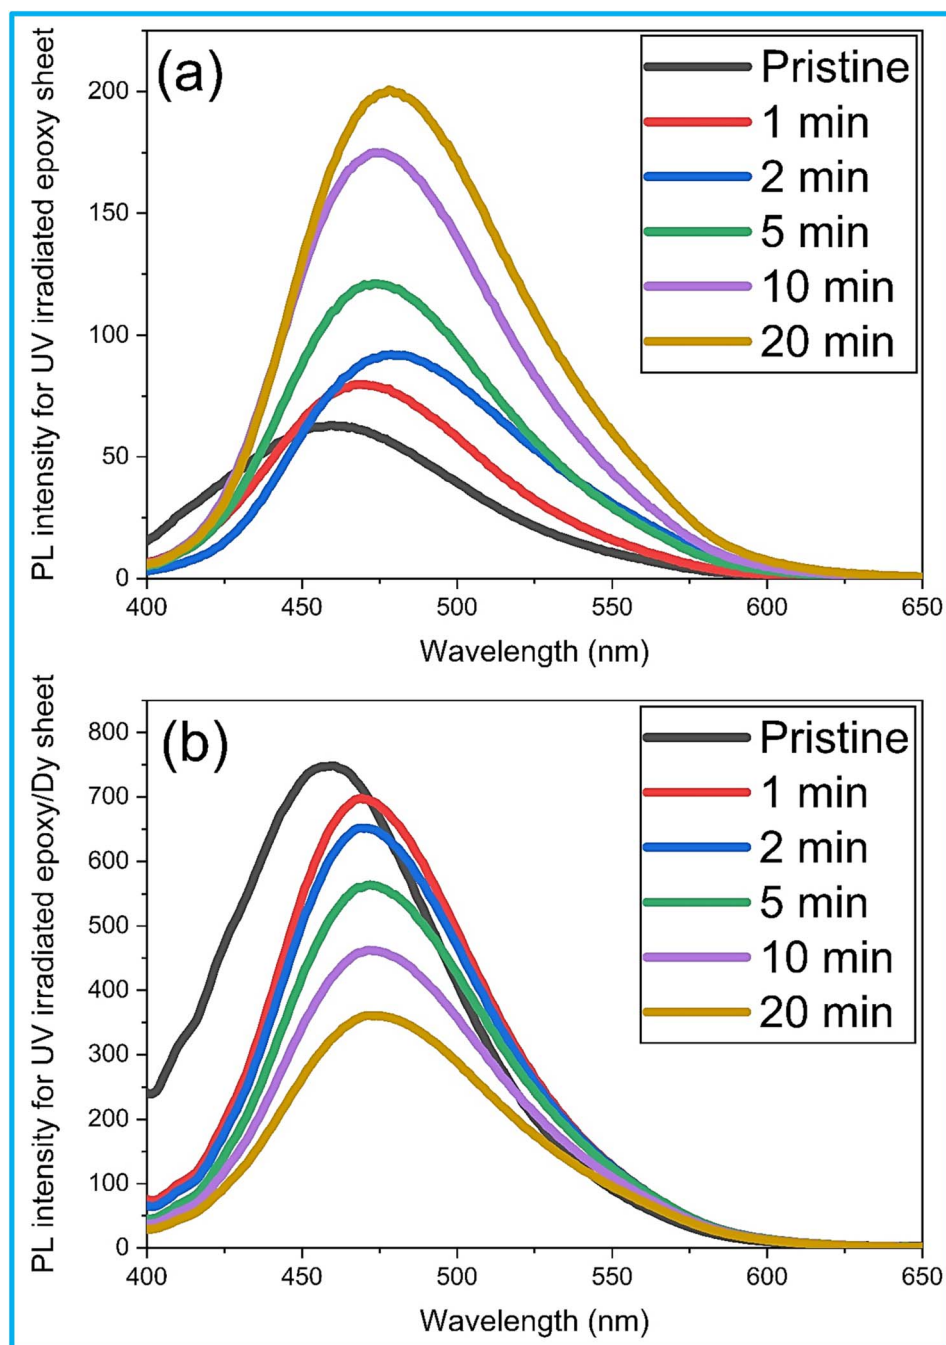 (a)
PL intensity for UV irradiated epoxy sheet
200
150
100
50
0
400
450
500
550
600
650
Wavelength (nm)
Pristine
1 min
2 min
5 min
10 min
20 min
(b)
PL intensity for UV irradiated epoxy/Dy sheet
800
700
600
500
400
300
200
100
0
400
450
500
550
600
650
Wavelength (nm)
Pristine
1 min
2 min
5 min
10 min
20 min